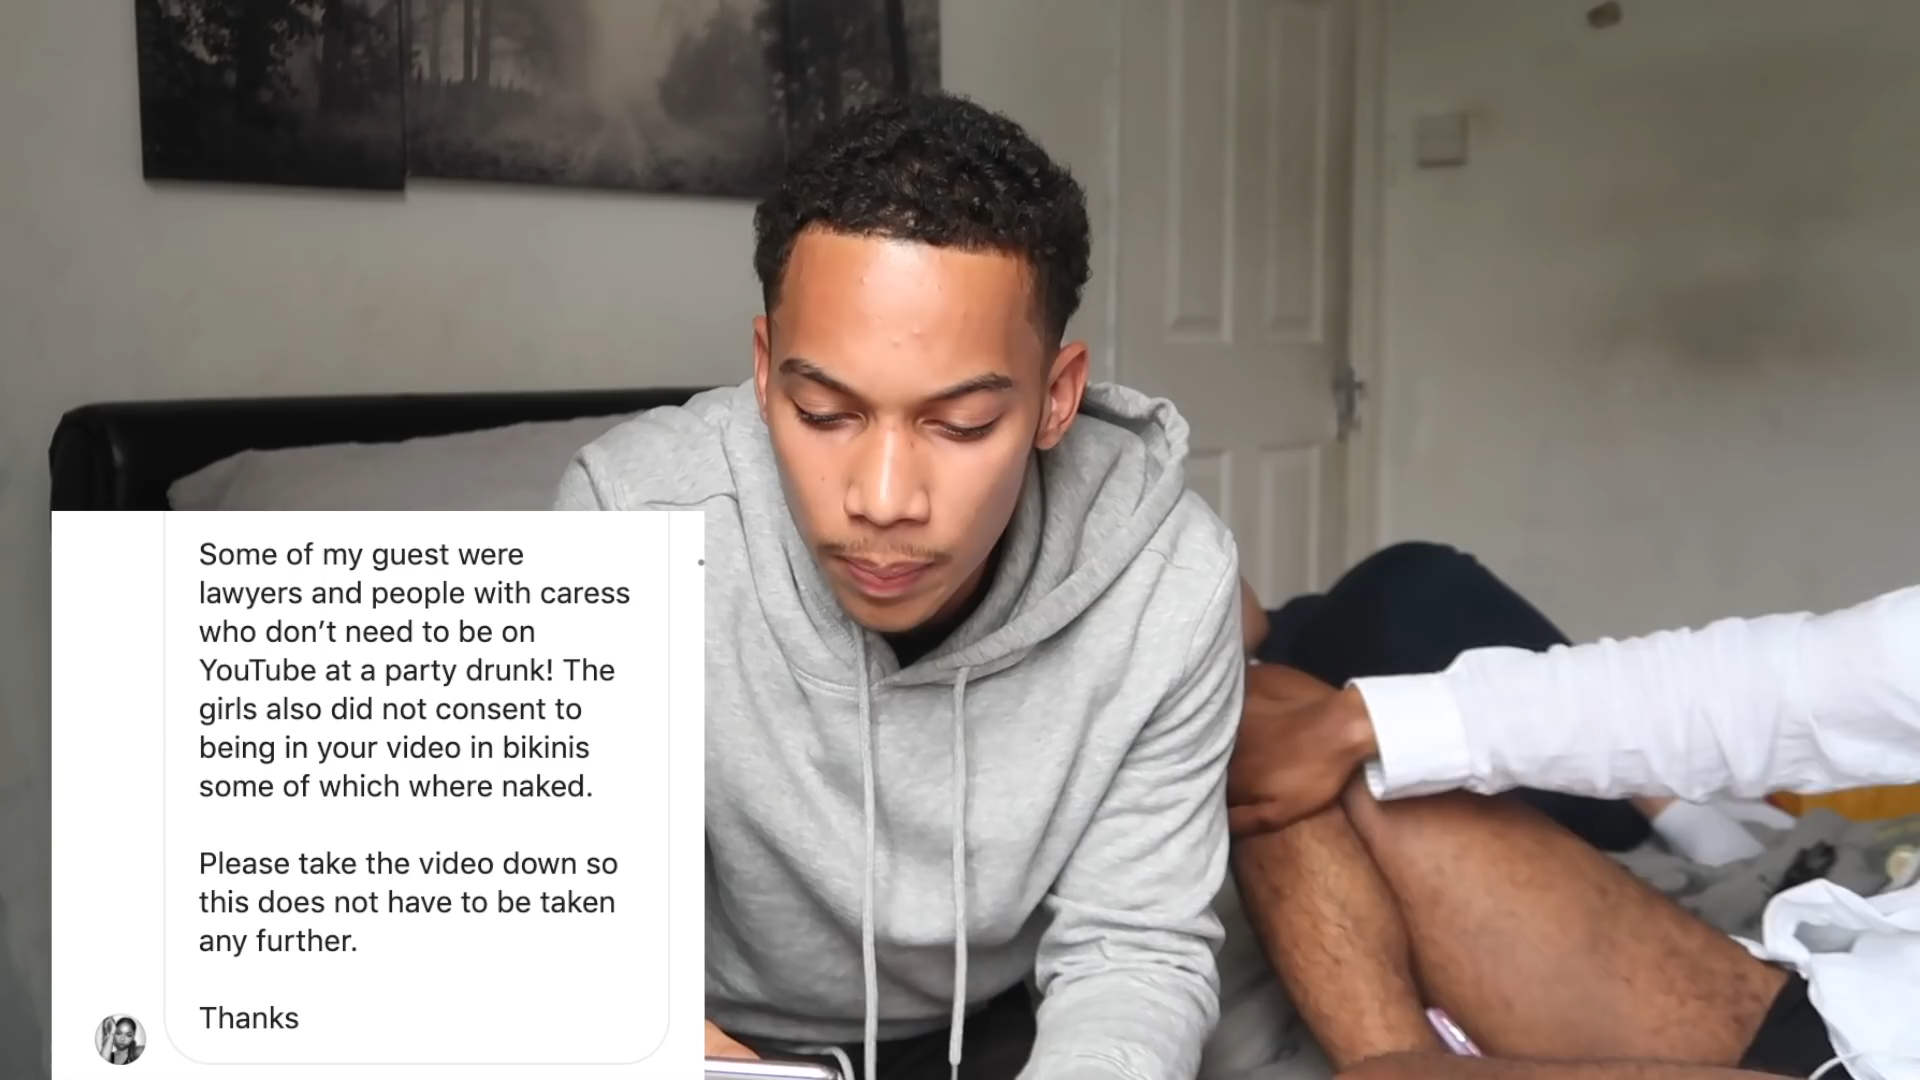 Some of my guest were
lawyers and people with caress
who don’t need to be on
YouTube at a party drunk! The
girls also did not consent to
being in your video in bikinis
some of which where naked.
Please take the video down so
this does not have to be taken
any further.
Thanks